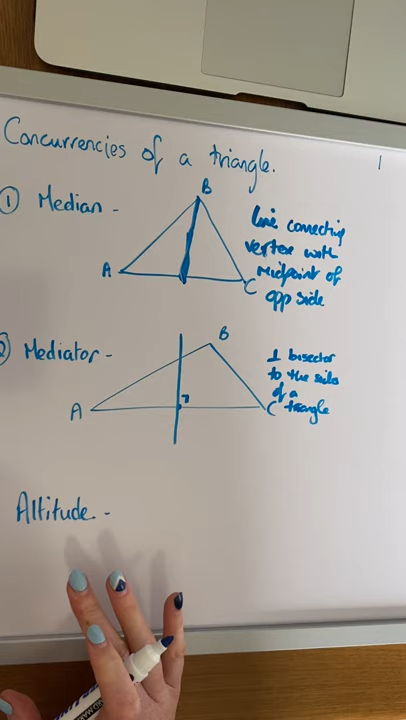 Concurrencies of a triangle.
1
① Median -
B
A
C
line connecting
vertex with
midpoint of
opp side
② Mediator -
B
A
C
⊥ bisector
to the sides
of a
triangle
Altitude -